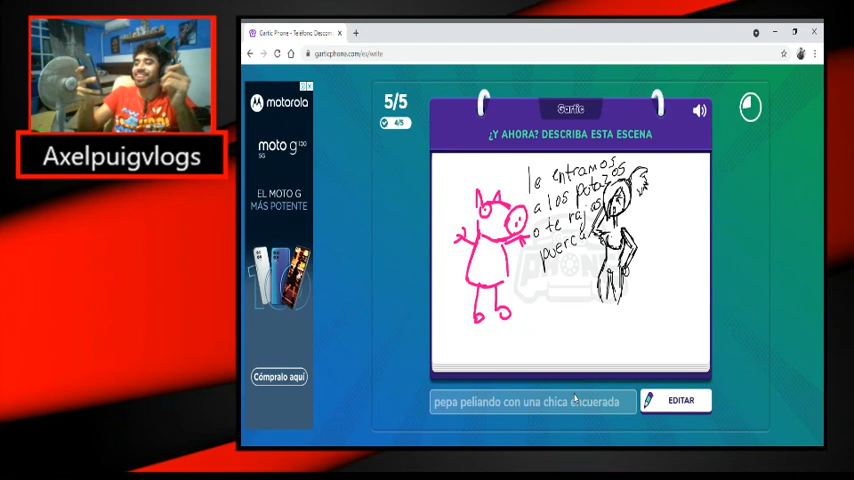 Gartic Phone - Teléfono Descom
garticphone.com/es/write
Axelpuigvlogs
motorola
moto g
5G
EL MOTO G
MÁS POTENTE
Cómpralo aquí
5/5
4/5
Gartic
¿Y AHORA? DESCRIBA ESTA ESCENA
le entramos
a los potazos
o te rajas
puerca
PHONE
pepa peliando con una chica encuerada
EDITAR